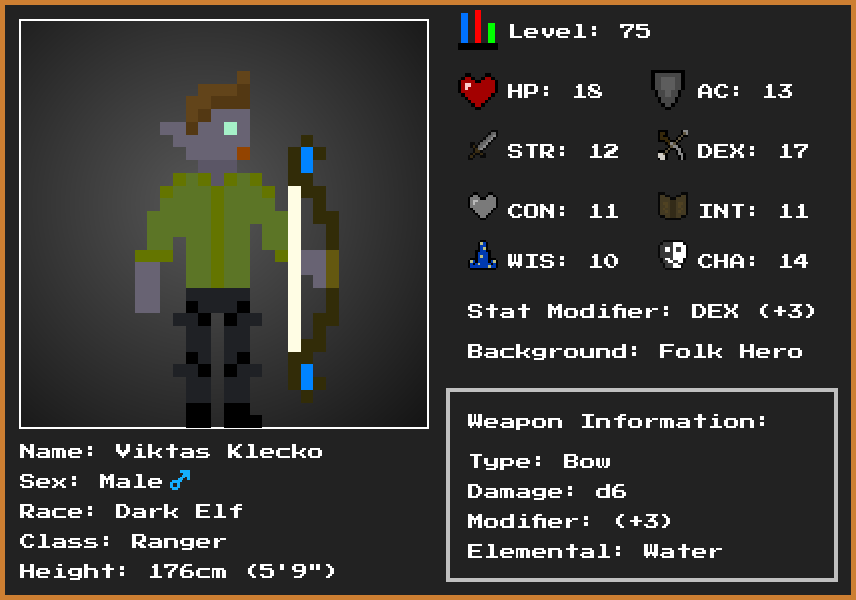 Level: 75
HP: 18
AC: 13
STR: 12
DEX: 17
CON: 11
INT: 11
WIS: 10
CHA: 14
Stat Modifier: DEX (+3)
Background: Folk Hero
Weapon Information:
Type: Bow
Damage: d6
Modifier: (+3)
Elemental: Water
Name: Viktas Klecko
Sex: Male ♂
Race: Dark Elf
Class: Ranger
Height: 176cm (5'9")